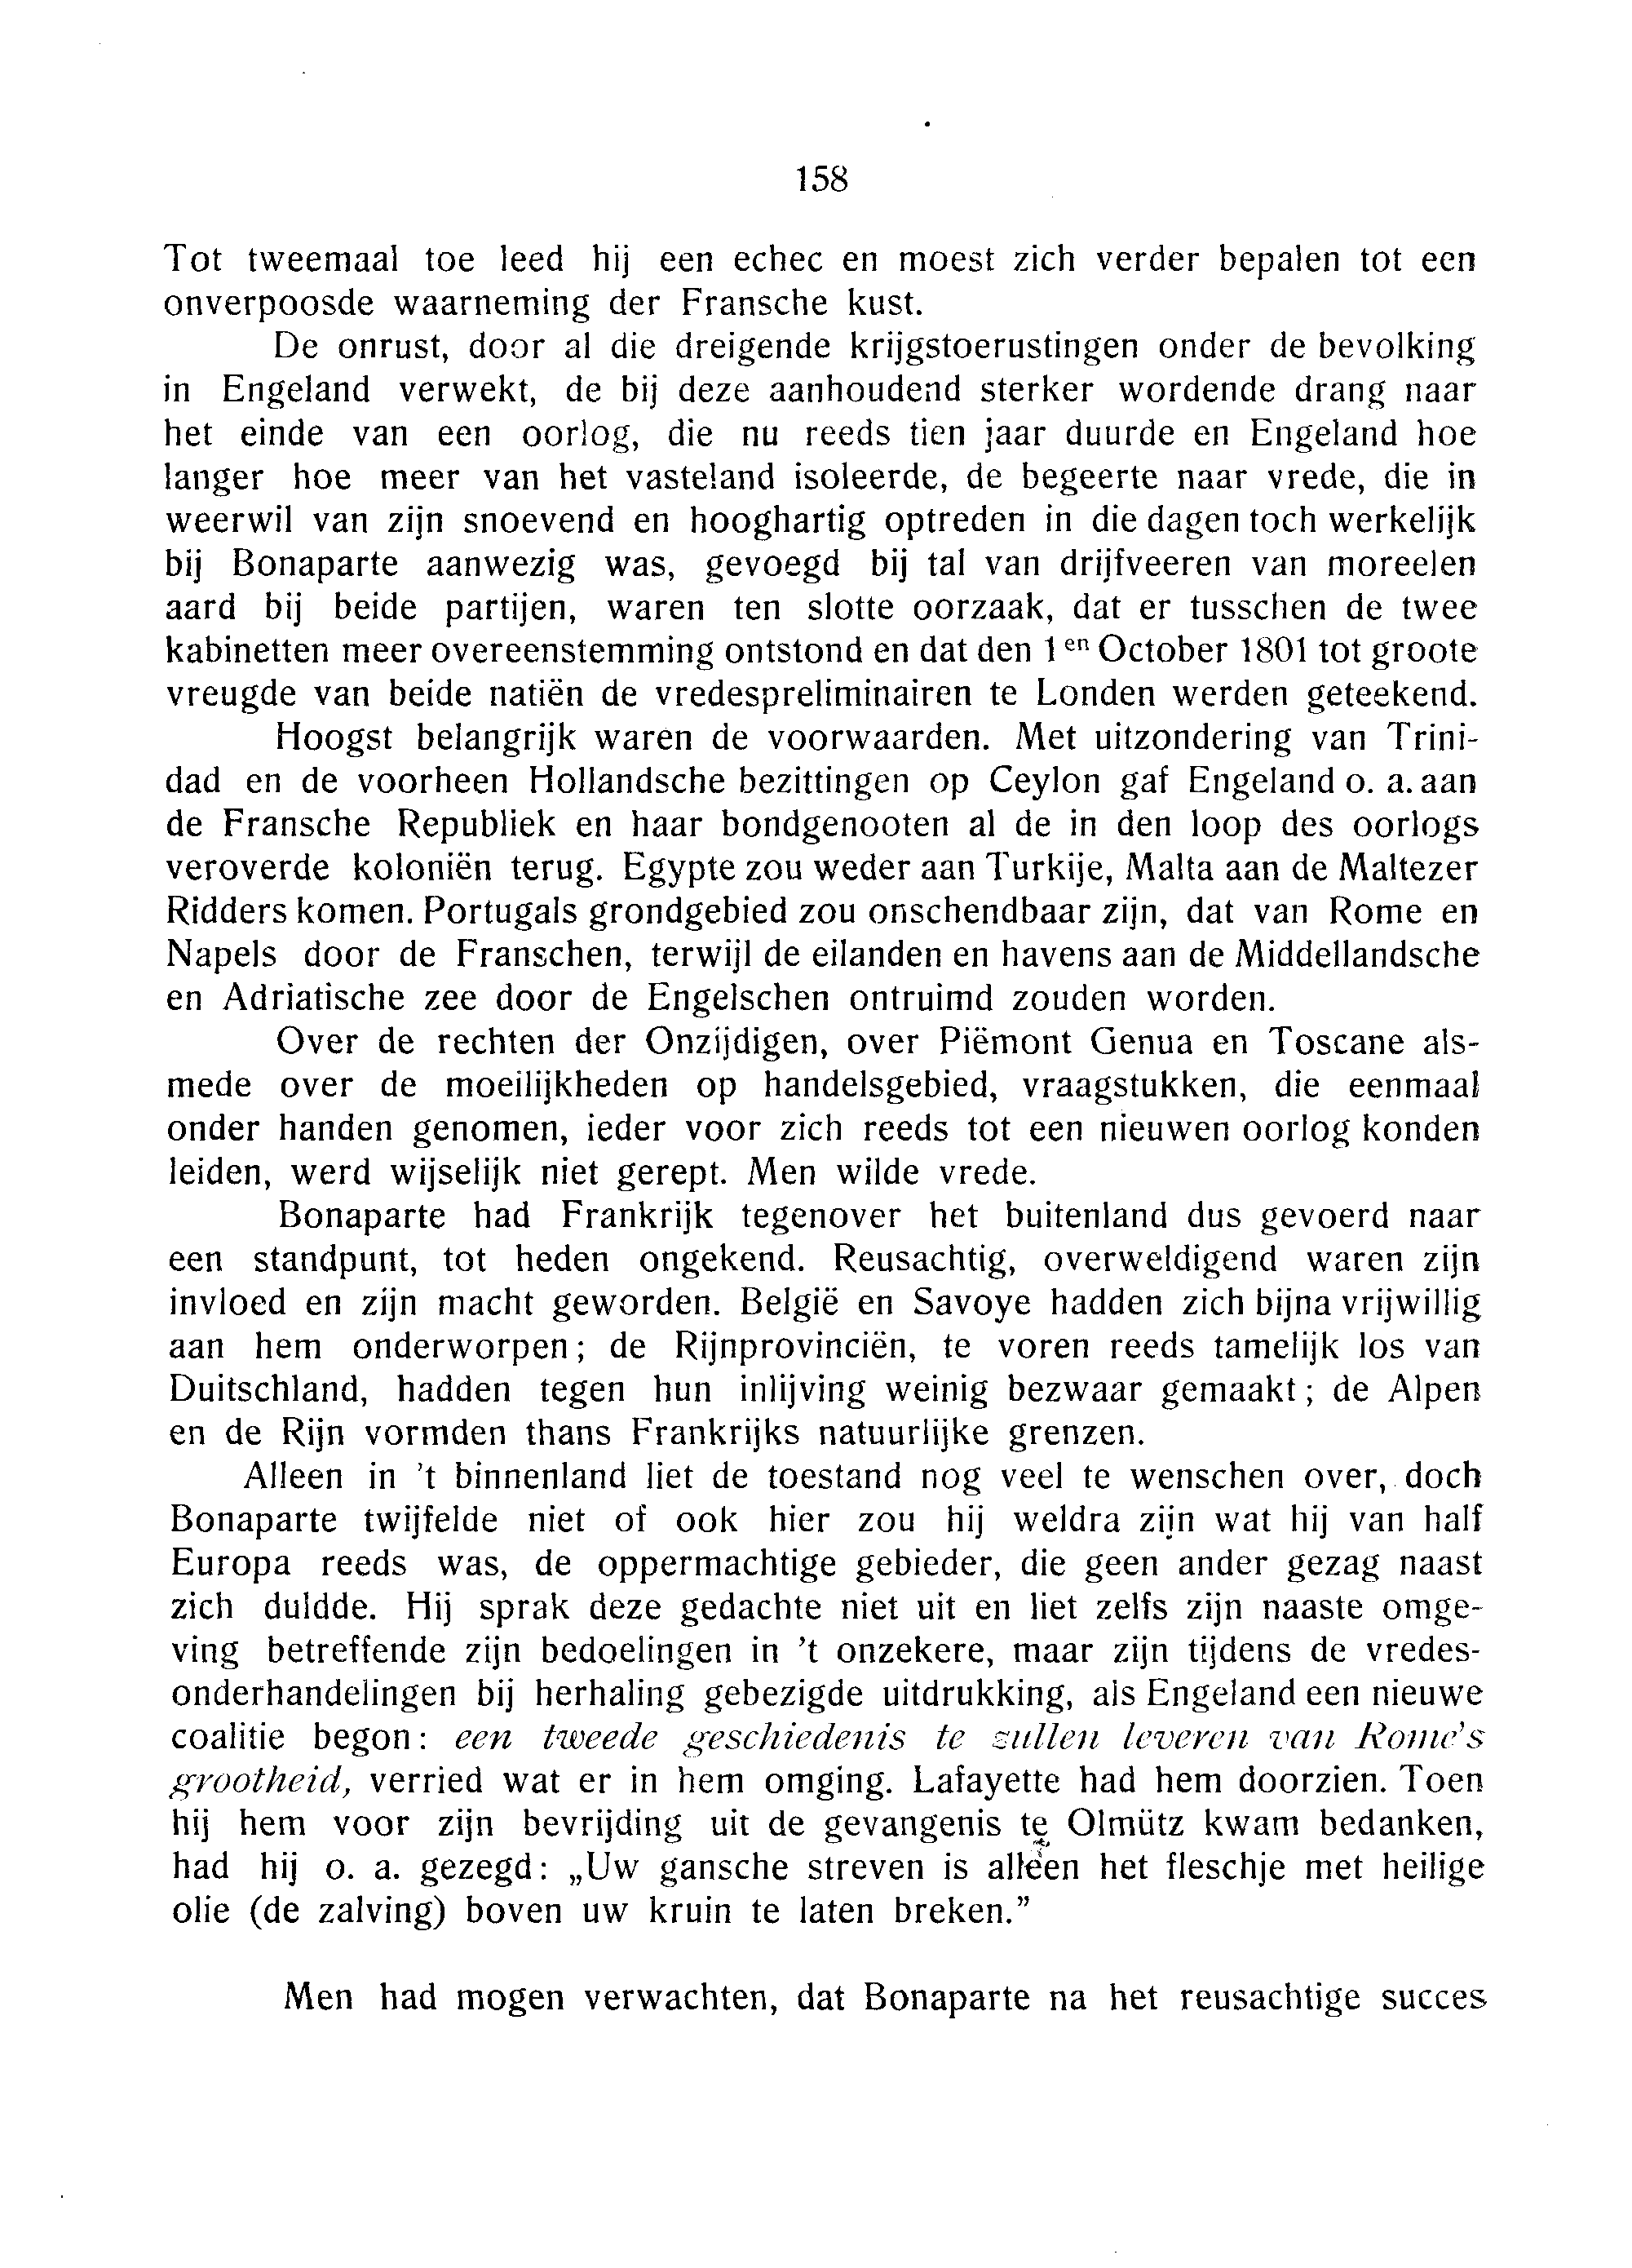 158
Tot tweemaal toe leed hij een echec en moest zich verder bepalen tot een
onverpoosde waarneming der Fransche kust.
De onrust, door al die dreigende krijgstoerustingen onder de bevolking
in Engeland verwekt, de bij deze aanhoudend sterker wordende drang naar
het einde van een oorlog, die nu reeds tien jaar duurde en Engeland hoe
langer hoe meer van het vasteland isoleerde, de begeerte naar vrede, die in
weerwil van zijn snoevend en hooghartig optreden in die dagen toch werkelijk
bij Bonaparte aanwezig was, gevoegd bij tal van drijfveeren van moreelen
aard bij beide partijen, waren ten slotte oorzaak, dat er tusschen de twee
kabinetten meer overeenstemming ontstond en dat den 1en October 1801 tot groote
vreugde van beide natiën de vredespreliminairen te Londen werden geteekend.
Hoogst belangrijk waren de voorwaarden. Met uitzondering van Trini-
dad en de voorheen Hollandsche bezittingen op Ceylon gaf Engeland o. a. aan
de Fransche Republiek en haar bondgenooten al de in den loop des oorlogs
veroverde koloniën terug. Egypte zou weder aan Turkije, Malta aan de Maltezer
Ridders komen. Portugals grondgebied zou onschendbaar zijn, dat van Rome en
Napels door de Franschen, terwijl de eilanden en havens aan de Middellandsche
en Adriatische zee door de Engelschen ontruimd zouden worden.
Over de rechten der Onzijdigen, over Piëmont Genua en Toscane als-
mede over de moeilijkheden op handelsgebied, vraagstukken, die eenmaal
onder handen genomen, ieder voor zich reeds tot een nieuwen oorlog konden
leiden, werd wijselijk niet gerept. Men wilde vrede.
Bonaparte had Frankrijk tegenover het buitenland dus gevoerd naar
een standpunt, tot heden ongekend. Reusachtig, overweldigend waren zijn
invloed en zijn macht geworden. België en Savoye hadden zich bijna vrijwillig
aan hem onderworpen; de Rijnprovinciën, te voren reeds tamelijk los van
Duitschland, hadden tegen hun inlijving weinig bezwaar gemaakt; de Alpen
en de Rijn vormden thans Frankrijks natuurlijke grenzen.
Alleen in 't binnenland liet de toestand nog veel te wenschen over, doch
Bonaparte twijfelde niet of ook hier zou hij weldra zijn wat hij van half
Europa reeds was, de oppermachtige gebieder, die geen ander gezag naast
zich duldde. Hij sprak deze gedachte niet uit en liet zelfs zijn naaste omge-
ving betreffende zijn bedoelingen in 't onzekere, maar zijn tijdens de vredes-
onderhandelingen bij herhaling gebezigde uitdrukking, als Engeland een nieuwe
coalitie begon: een tweede geschiedenis te zullen leveren van Rome's
grootheid, verried wat er in hem omging. Lafayette had hem doorzien. Toen
hij hem voor zijn bevrijding uit de gevangenis te Olmütz kwam bedanken,
had hij o. a. gezegd: „Uw gansche streven is alleen het fleschje met heilige
olie (de zalving) boven uw kruin te laten breken.”
Men had mogen verwachten, dat Bonaparte na het reusachtige succes